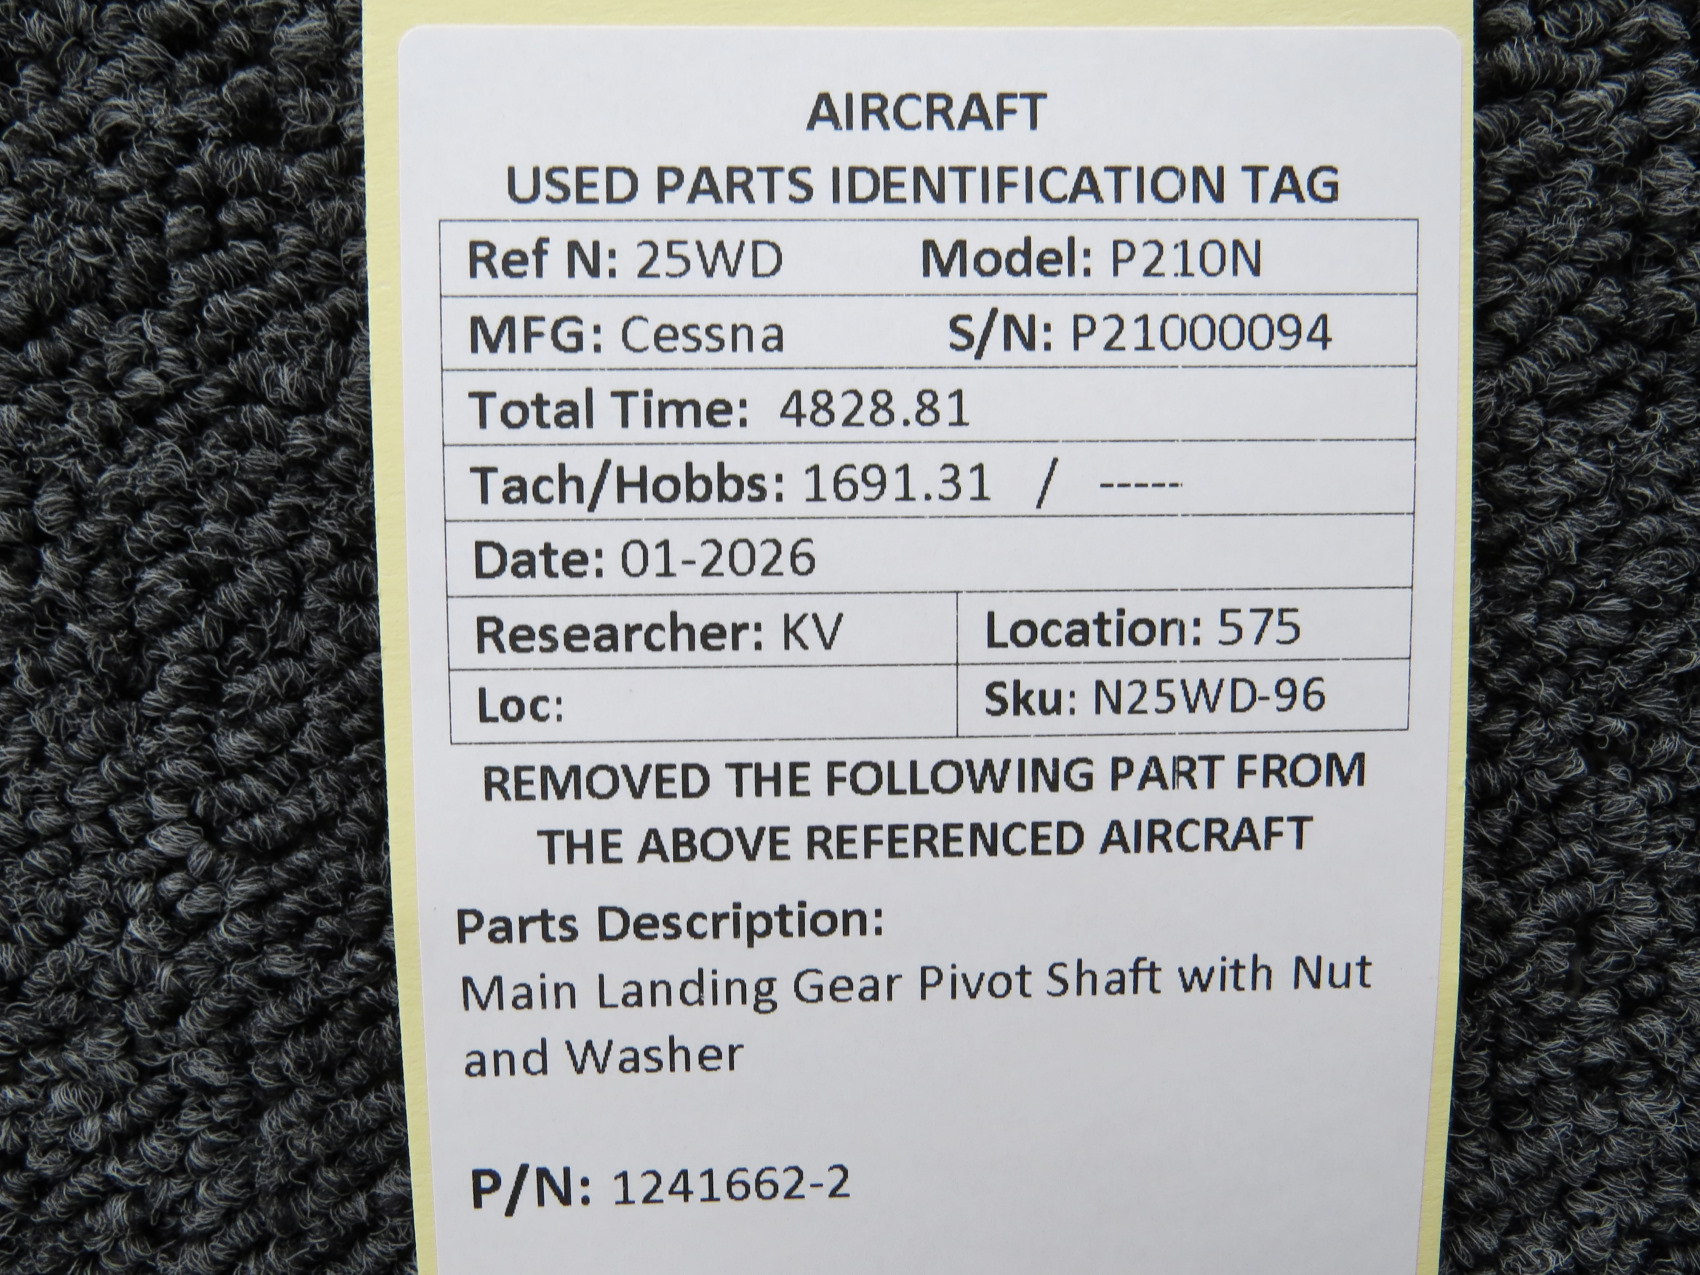 AIRCRAFT
USED PARTS IDENTIFICATION TAG
Ref N: 25WD Model: P210N
MFG: Cessna S/N: P21000094
Total Time: 4828.81
Tach/Hobbs: 1691.31 / -----
Date: 01-2026
Researcher: KV Location: 575
Loc: Sku: N25WD-96
REMOVED THE FOLLOWING PART FROM
THE ABOVE REFERENCED AIRCRAFT
Parts Description:
Main Landing Gear Pivot Shaft with Nut
and Washer
P/N: 1241662-2